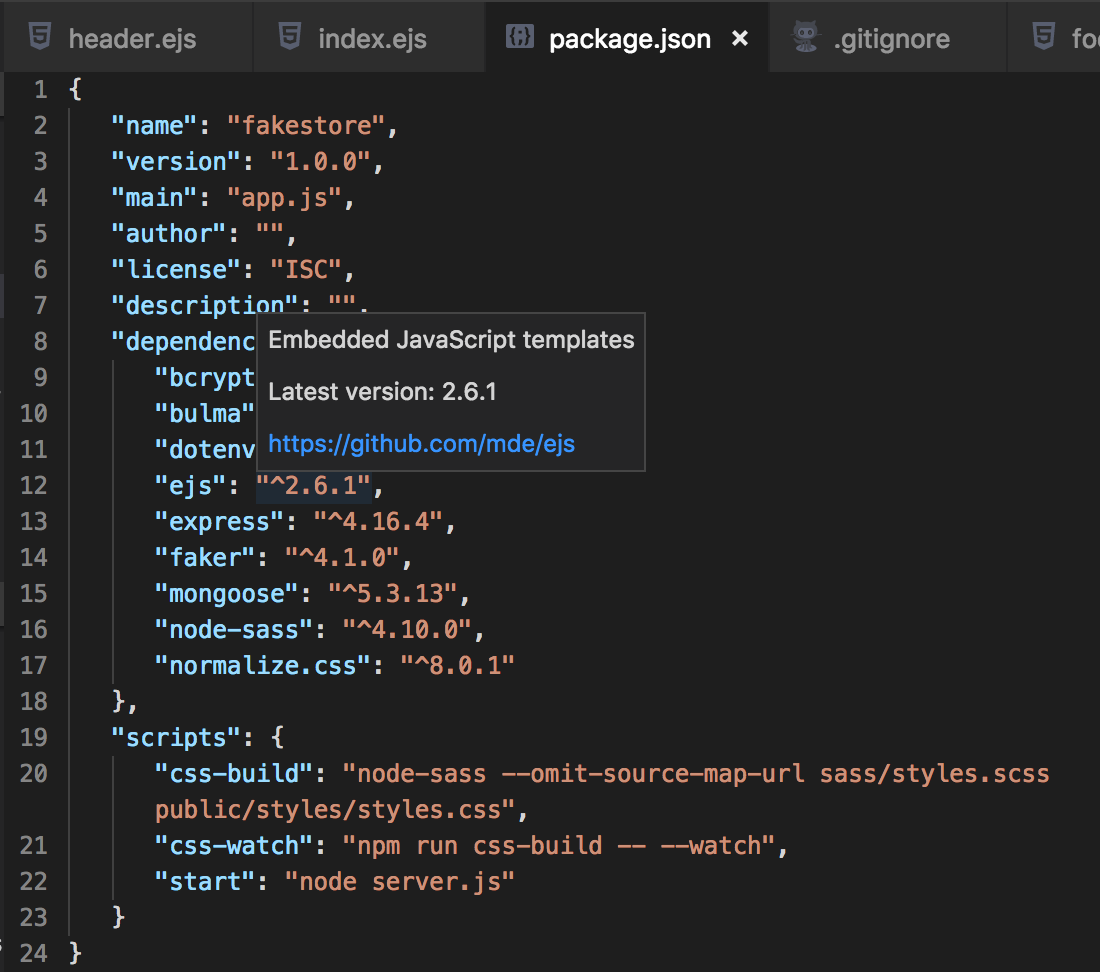 header.ejs index.ejs package.json × .gitignore
1 {
2 "name": "fakestore",
3 "version": "1.0.0",
4 "main": "app.js",
5 "author": "",
6 "license": "ISC",
7 "description": "",
8 "dependenc
Embedded JavaScript templates
9 "bcrypt
Latest version: 2.6.1
10 "bulma"
11 "dotenv
https://github.com/mde/ejs
12 "ejs": "^2.6.1",
13 "express": "^4.16.4",
14 "faker": "^4.1.0",
15 "mongoose": "^5.3.13",
16 "node-sass": "^4.10.0",
17 "normalize.css": "^8.0.1"
18 },
19 "scripts": {
20 "css-build": "node-sass --omit-source-map-url sass/styles.scss
public/styles/styles.css",
21 "css-watch": "npm run css-build -- --watch",
22 "start": "node server.js"
23 }
24 }